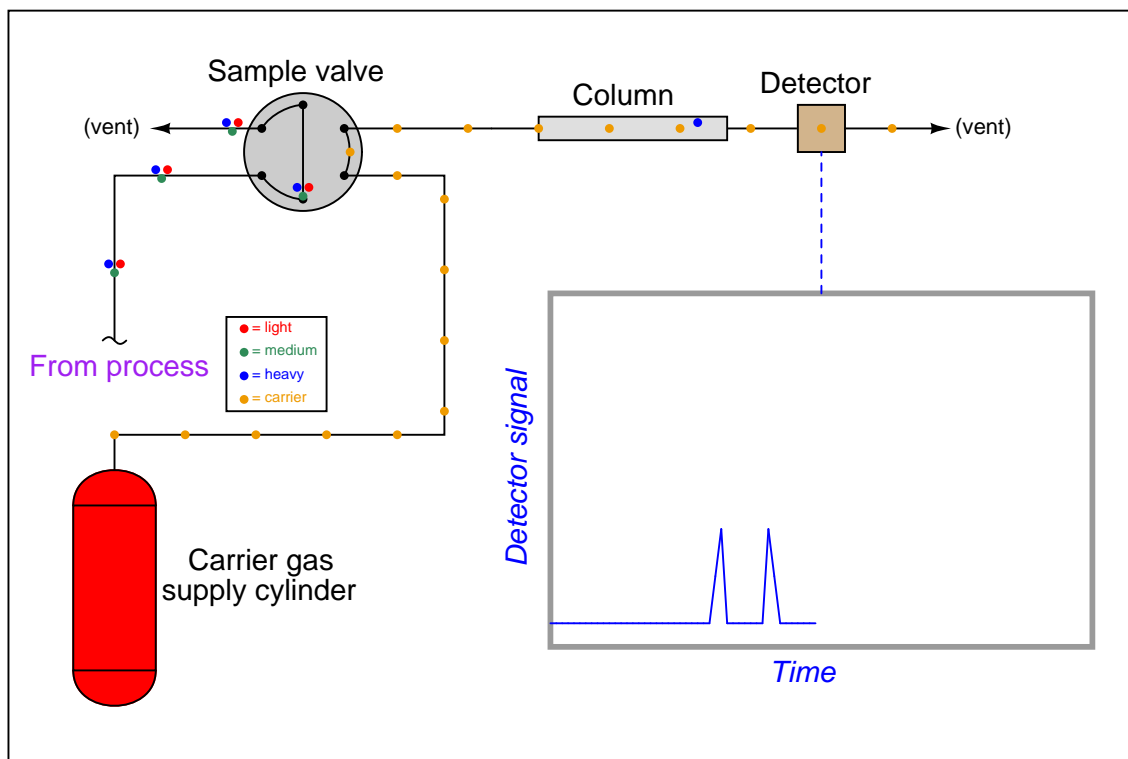 Sample valve
Column
Detector
(vent)
(vent)
= light
= medium
= heavy
= carrier
From process
Detector signal
Carrier gas
supply cylinder
Time